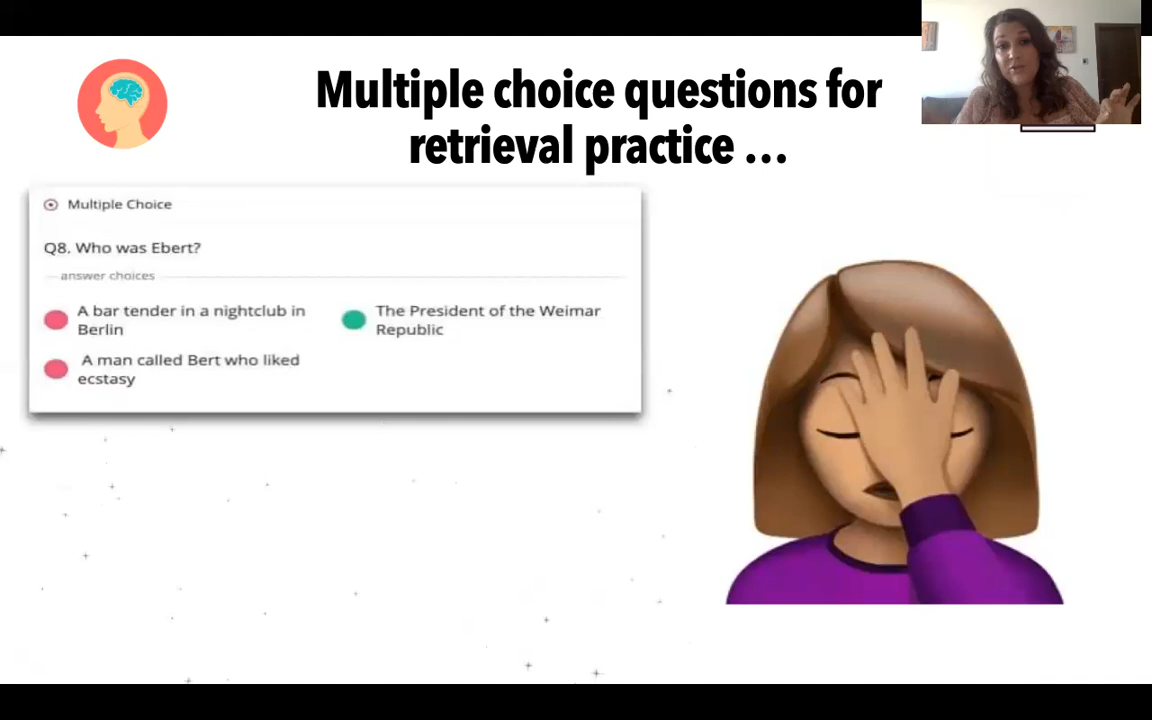 Multiple choice questions for
retrieval practice ...
Multiple Choice
Q8. Who was Ebert?
answer choices
A bar tender in a nightclub in
Berlin
The President of the Weimar
Republic
A man called Bert who liked
ecstasy